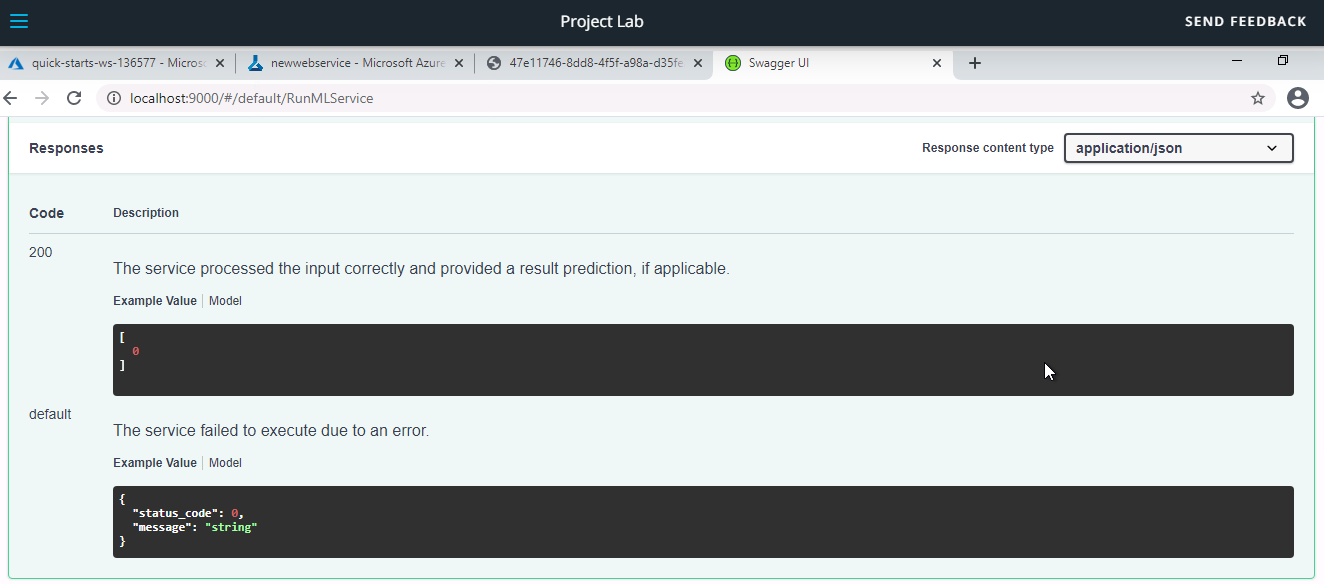 Project Lab
SEND FEEDBACK
quick-starts-ws-136577 - Micros
newwebservice - Microsoft Azure
47e11746-8dd8-4f5f-a98a-d35fe
Swagger UI
localhost:9000/#/default/RunMLService
Responses
Response content type
application/json
Code
Description
200
The service processed the input correctly and provided a result prediction, if applicable.
Example Value
Model
[
0
]
default
The service failed to execute due to an error.
Example Value
Model
{
"status_code": 0,
"message": "string"
}